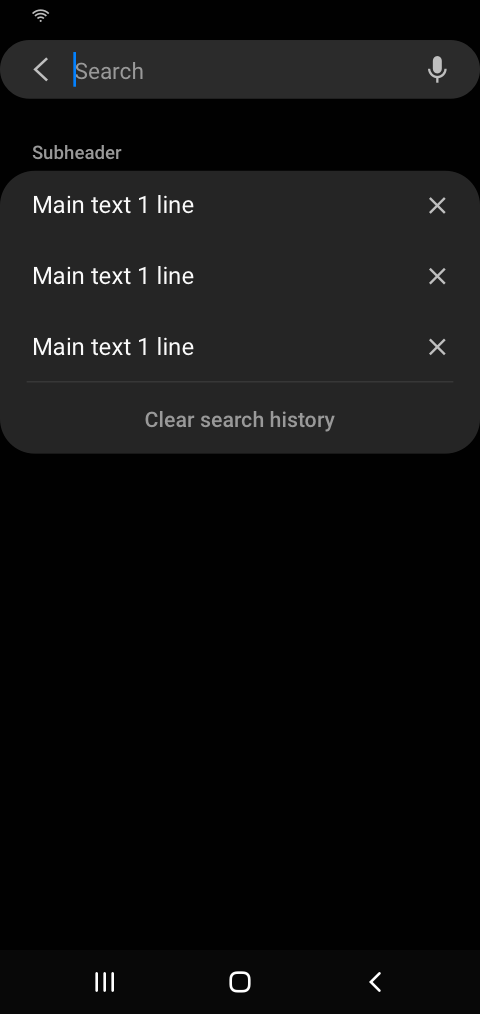 Search
Subheader
Main text 1 line
Main text 1 line
Main text 1 line
Clear search history